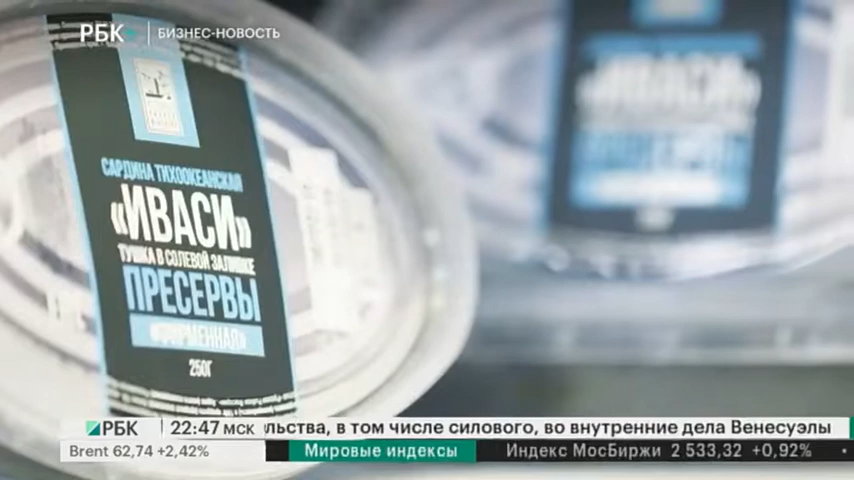 РБК
БИЗНЕС-НОВОСТЬ
САРДИНА ТИХООКЕАНСКАЯ
«ИВАСИ»
ТУШКА В СОЛЕВОЙ ЗАЛИВКЕ
ПРЕСЕРВЫ
«ФИРМЕННАЯ»
250Г
«ИВАСИ»
ПРЕСЕРВЫ
РБК 22:47 МСК льства, в том числе силового, во внутренние дела Венесуэлы
Brent 62,74 +2,42% Мировые индексы Индекс МосБиржи 2 533,32 +0,92%